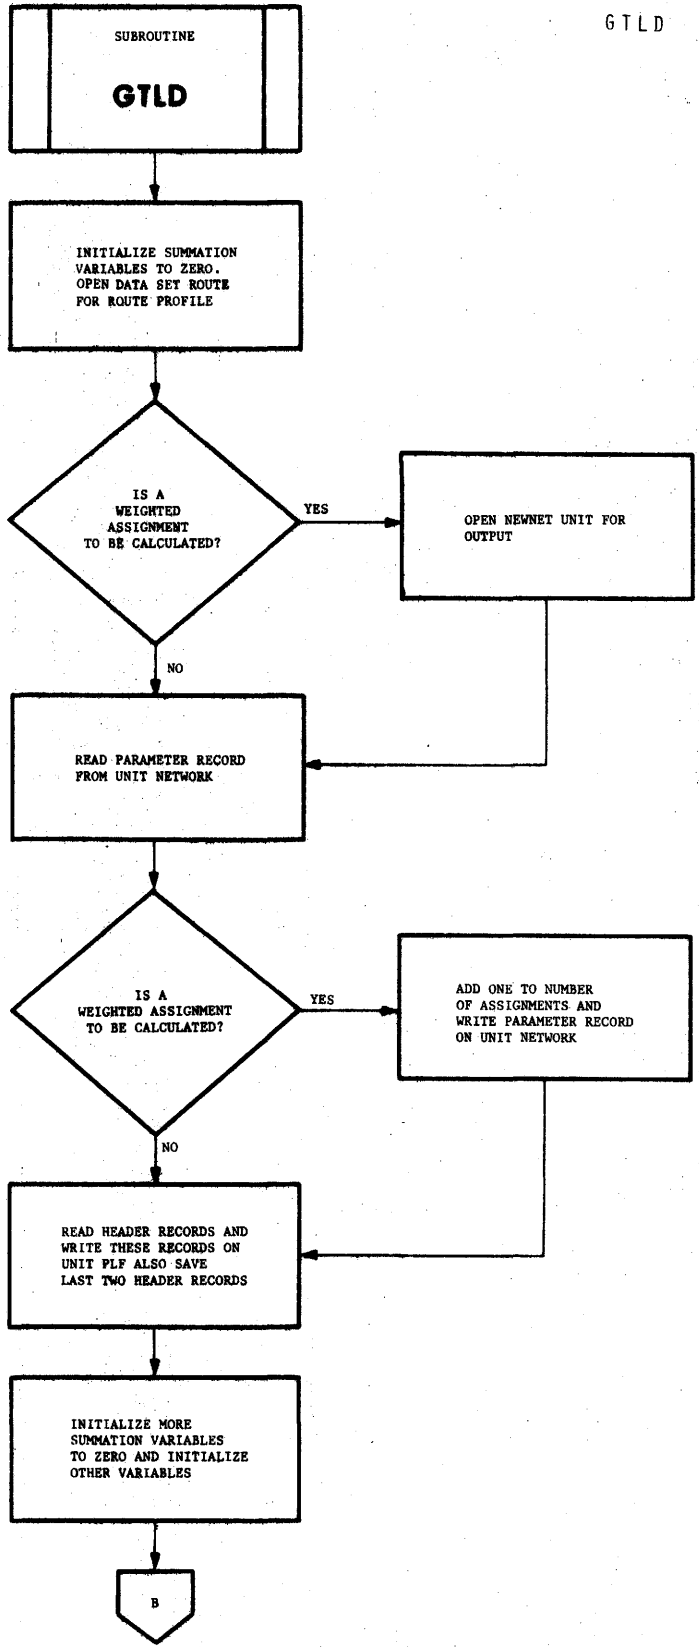 GTLD
SUBROUTINE
GTLD
INITIALIZE SUMMATION
VARIABLES TO ZERO.
OPEN DATA SET ROUTE
FOR ROUTE PROFILE
IS A
WEIGHTED
ASSIGNMENT
TO BE CALCULATED?
YES
OPEN NEWNET UNIT FOR
OUTPUT
NO
READ PARAMETER RECORD
FROM UNIT NETWORK
IS A
WEIGHTED ASSIGNMENT
TO BE CALCULATED?
YES
ADD ONE TO NUMBER
OF ASSIGNMENTS AND
WRITE PARAMETER RECORD
ON UNIT NETWORK
NO
READ HEADER RECORDS AND
WRITE THESE RECORDS ON
UNIT PLF ALSO SAVE
LAST TWO HEADER RECORDS
INITIALIZE MORE
SUMMATION VARIABLES
TO ZERO AND INITIALIZE
OTHER VARIABLES
B